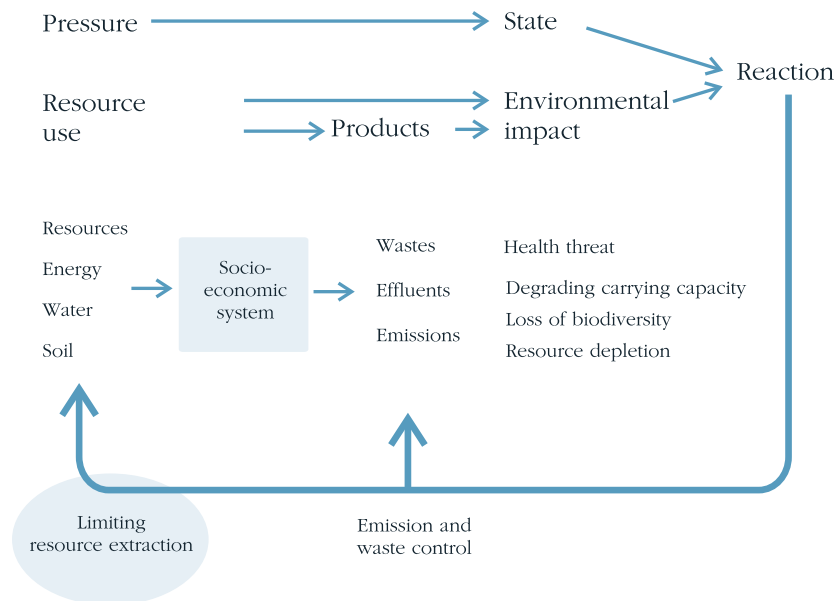 Pressure
State
Reaction
Resource
use
Products
Environmental
impact
Resources
Energy
Water
Soil
Socio-
economic
system
Wastes
Effluents
Emissions
Health threat
Degrading carrying capacity
Loss of biodiversity
Resource depletion
Limiting
resource extraction
Emission and
waste control